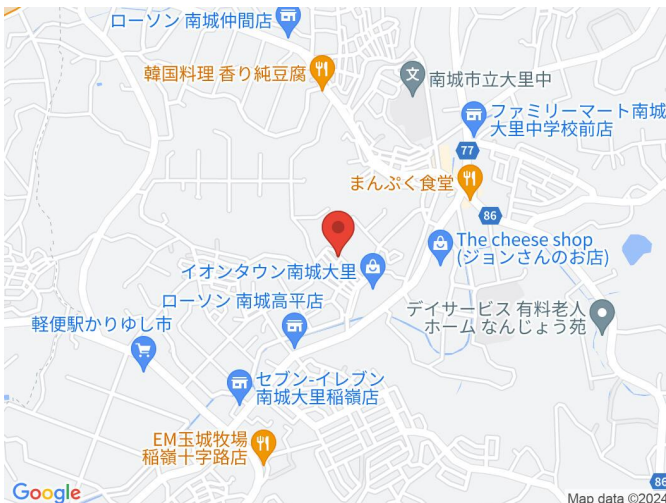 ローソン 南城仲間店
韓国料理 香り純豆腐
南城市立大里中
ファミリーマート南城
大里中学校前店
77
まんぷく食堂
86
The cheese shop
(ジョンさんのお店)
イオンタウン南城大里
ローソン 南城高平店
デイサービス 有料老人
ホーム なんじょう苑
軽便駅かりゆし市
セブン-イレブン
南城大里稲嶺店
EM玉城牧場
稲嶺十字路店
86
Google
Map data ©2024